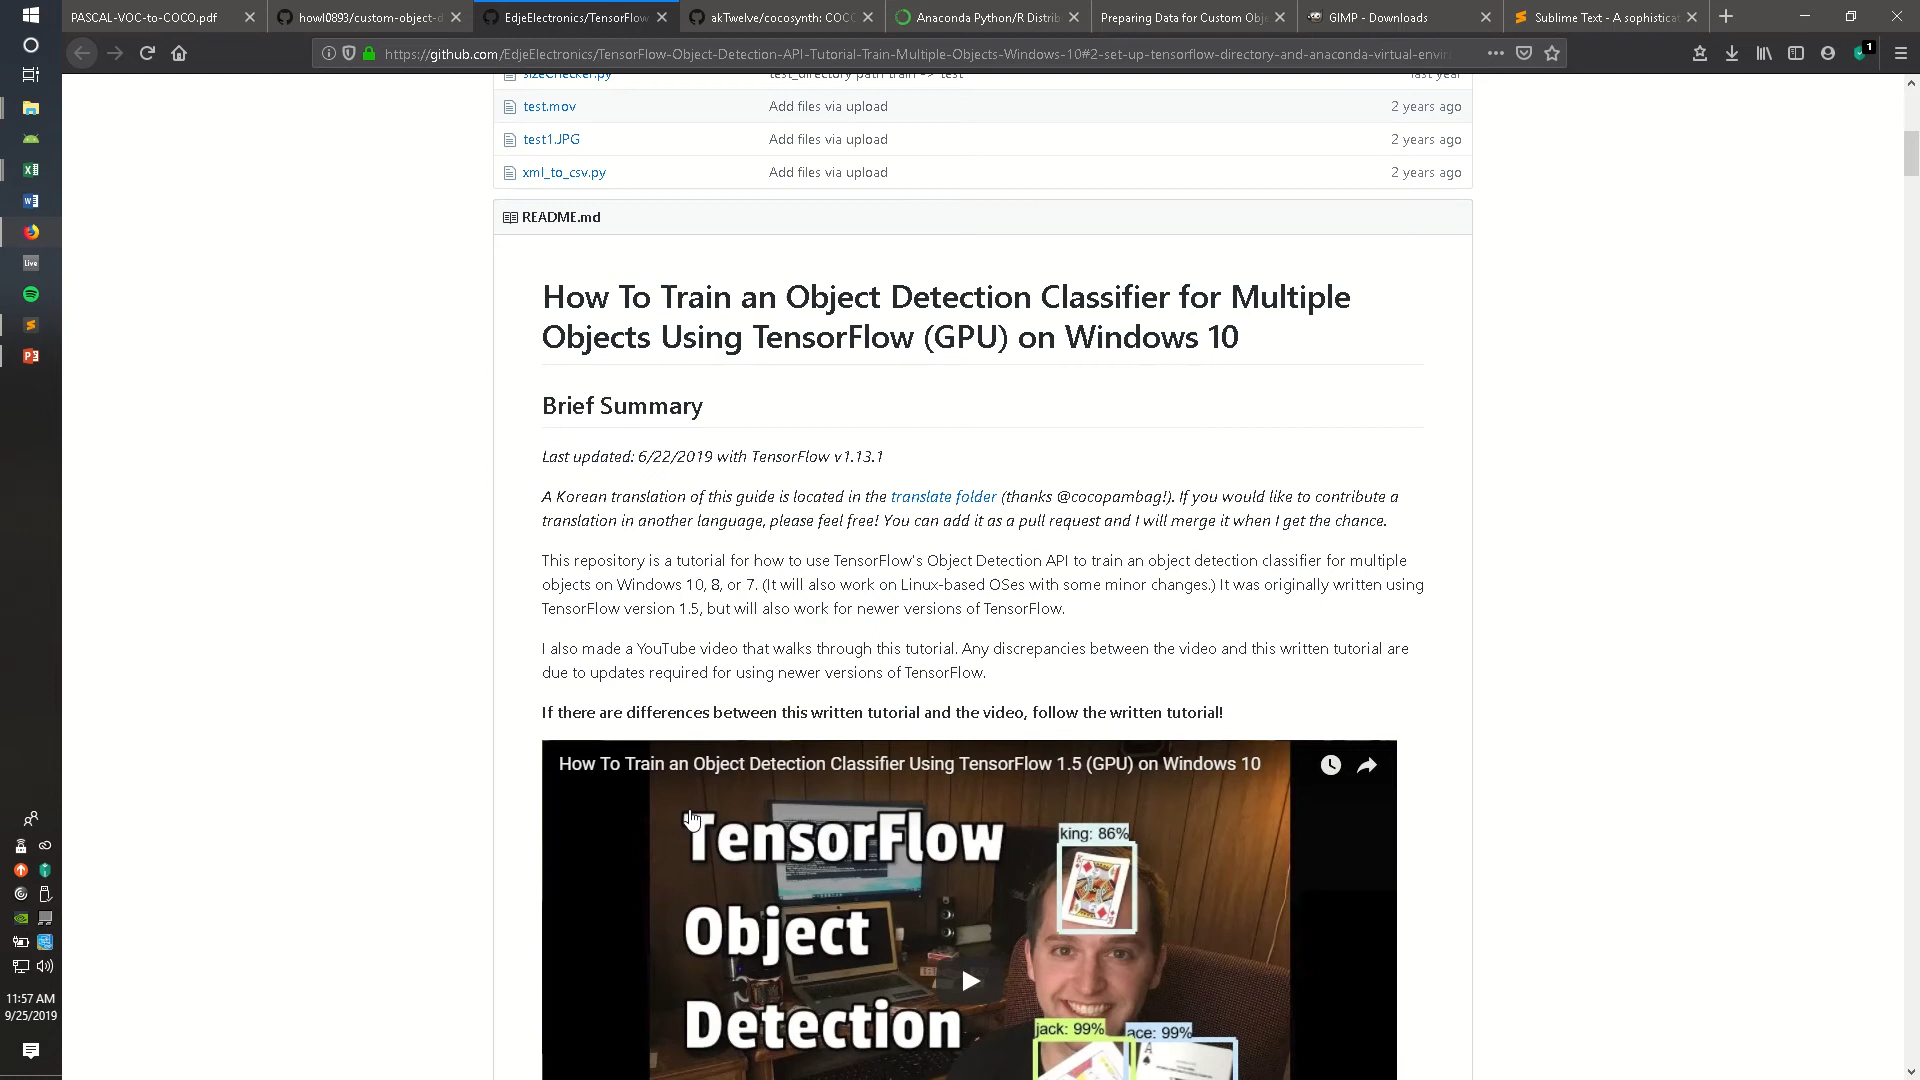 PASCAL-VOC-to-COCO.pdf
howl0893/custom-object-d
EdjeElectronics/TensorFlow
akTwelve/cocosynth: COCO
Anaconda Python/R Distrib
Preparing Data for Custom Obj
GIMP - Downloads
Sublime Text - A sophisticat
https://github.com/EdjeElectronics/TensorFlow-Object-Detection-API-Tutorial-Train-Multiple-Objects-Windows-10#2-set-up-tensorflow-directory-and-anaconda-virtual-envi
1
sizeChecker.py test_directory path train -> test last year
test.mov Add files via upload 2 years ago
test1.JPG Add files via upload 2 years ago
xml_to_csv.py Add files via upload 2 years ago
README.md
How To Train an Object Detection Classifier for Multiple
Objects Using TensorFlow (GPU) on Windows 10
Brief Summary
Last updated: 6/22/2019 with TensorFlow v1.13.1
A Korean translation of this guide is located in the translate folder (thanks @cocopambag!). If you would like to contribute a
translation in another language, please feel free! You can add it as a pull request and I will merge it when I get the chance.
This repository is a tutorial for how to use TensorFlow's Object Detection API to train an object detection classifier for multiple
objects on Windows 10, 8, or 7. (It will also work on Linux-based OSes with some minor changes.) It was originally written using
TensorFlow version 1.5, but will also work for newer versions of TensorFlow.
I also made a YouTube video that walks through this tutorial. Any discrepancies between the video and this written tutorial are
due to updates required for using newer versions of TensorFlow.
If there are differences between this written tutorial and the video, follow the written tutorial!
How To Train an Object Detection Classifier Using TensorFlow 1.5 (GPU) on Windows 10
TensorFlow
Object
Detection
king: 86%
jack: 99%
ace: 99%
A
Live
11:57 AM
9/25/2019